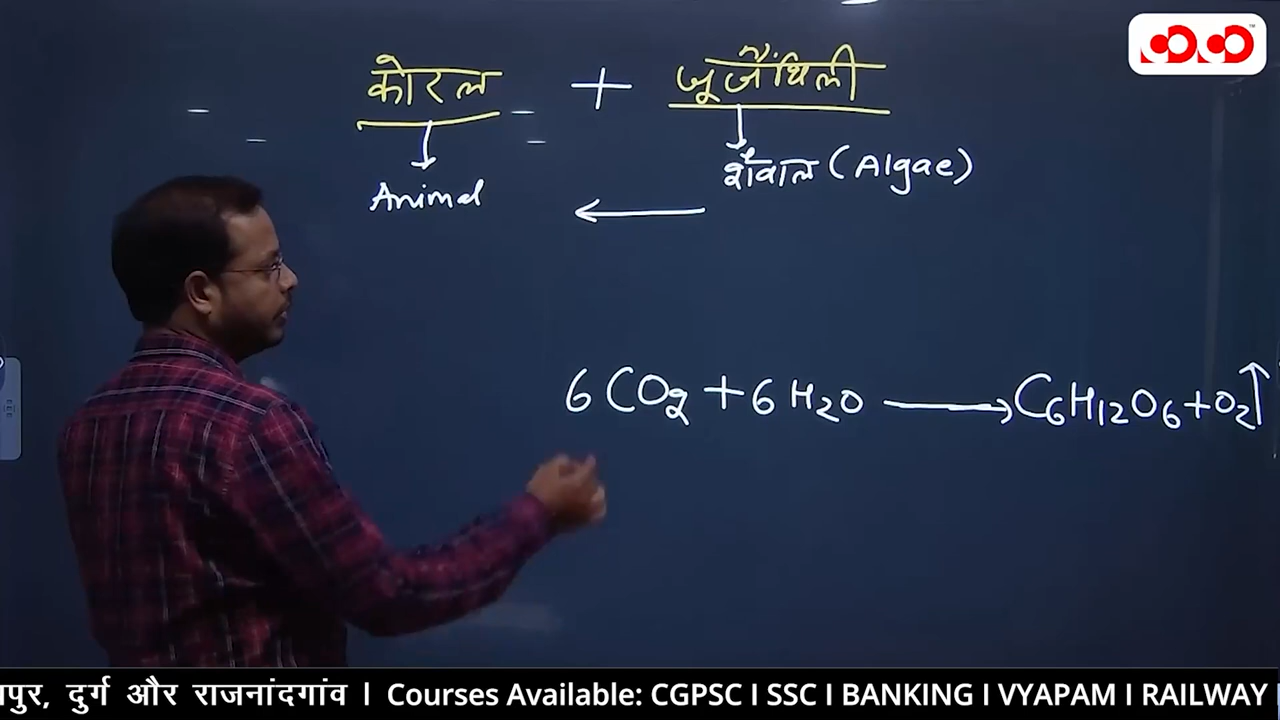 कोरल + जूजैंथिली
Animal
शैवाल (Algae)
6CO2 + 6H2O → C6H12O6 + O2↑
पुर, दुर्ग और राजनांदगांव I Courses Available: CGPSC I SSC I BANKING I VYAPAM I RAILWAY I